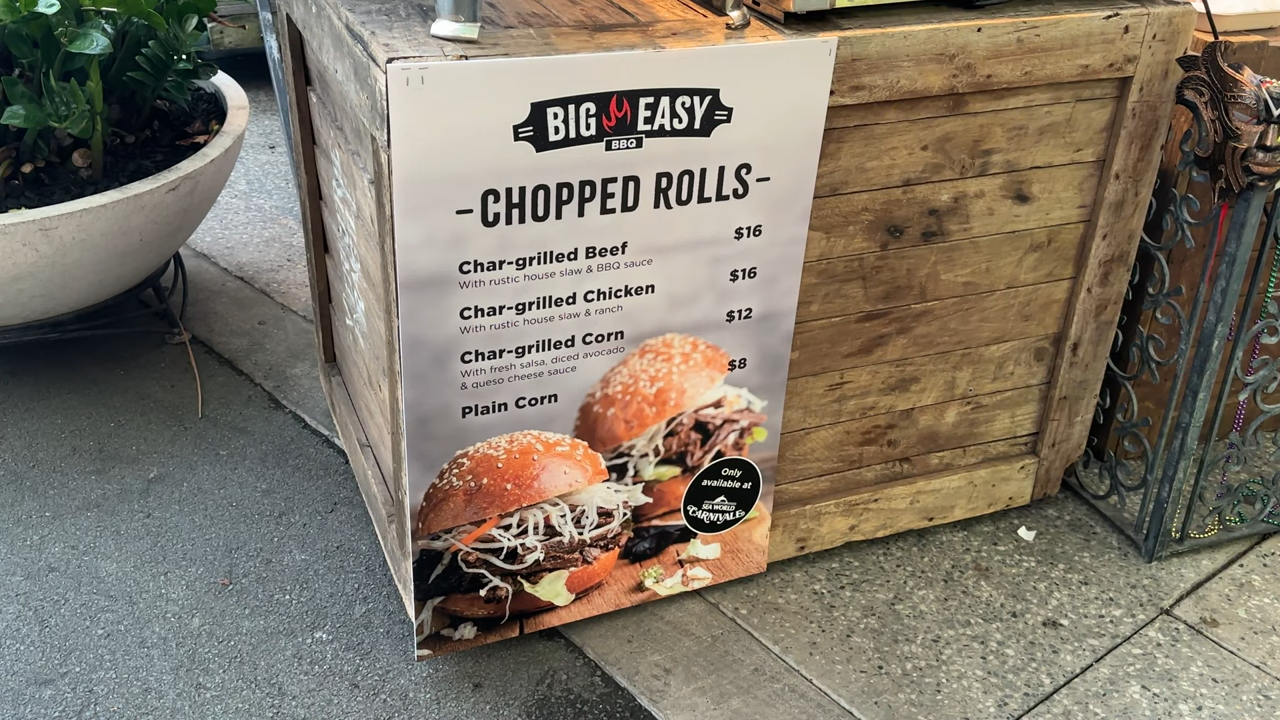 BIG EASY
BBQ
-CHOPPED ROLLS-
Char-grilled Beef $16
With rustic house slaw & BBQ sauce
Char-grilled Chicken $16
With rustic house slaw & ranch
Char-grilled Corn $12
With fresh salsa, diced avocado
& queso cheese sauce
Plain Corn $8
Only
available at
SEA WORLD
CARNIVALE